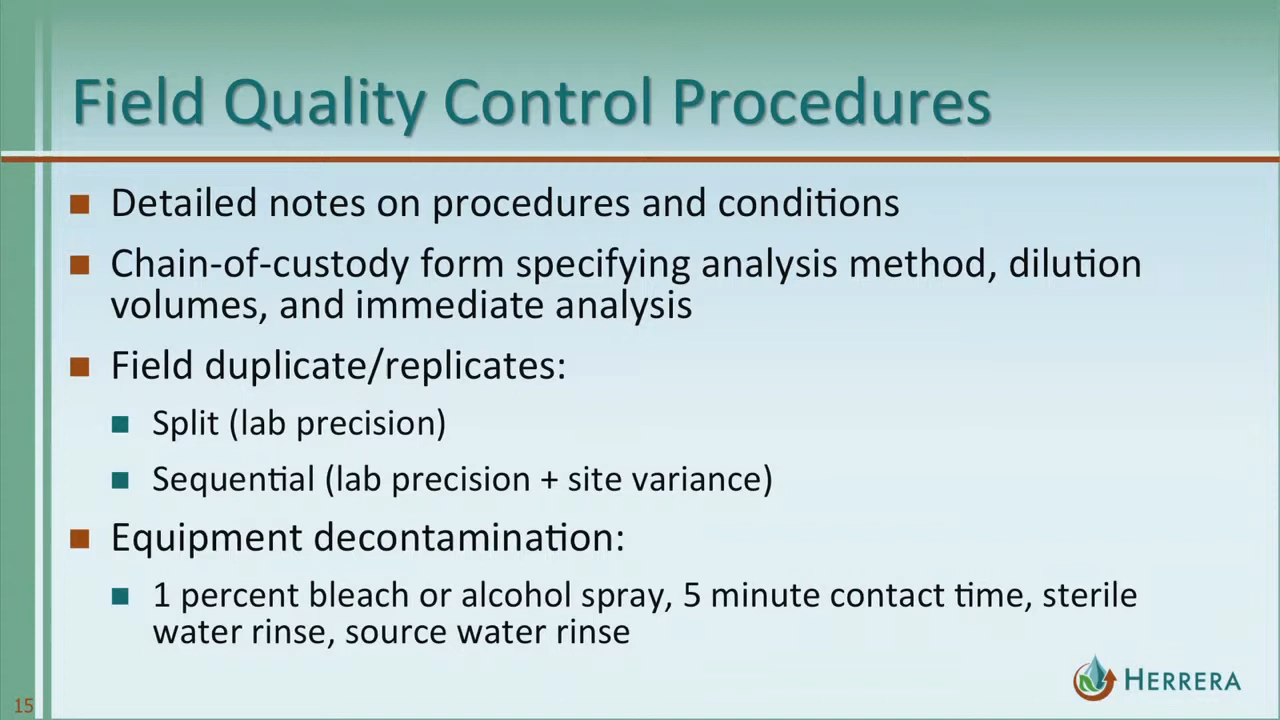 Field Quality Control Procedures
Detailed notes on procedures and conditions
Chain-of-custody form specifying analysis method, dilution
volumes, and immediate analysis
Field duplicate/replicates:
Split (lab precision)
Sequential (lab precision + site variance)
Equipment decontamination:
1 percent bleach or alcohol spray, 5 minute contact time, sterile
water rinse, source water rinse
HERRERA
15